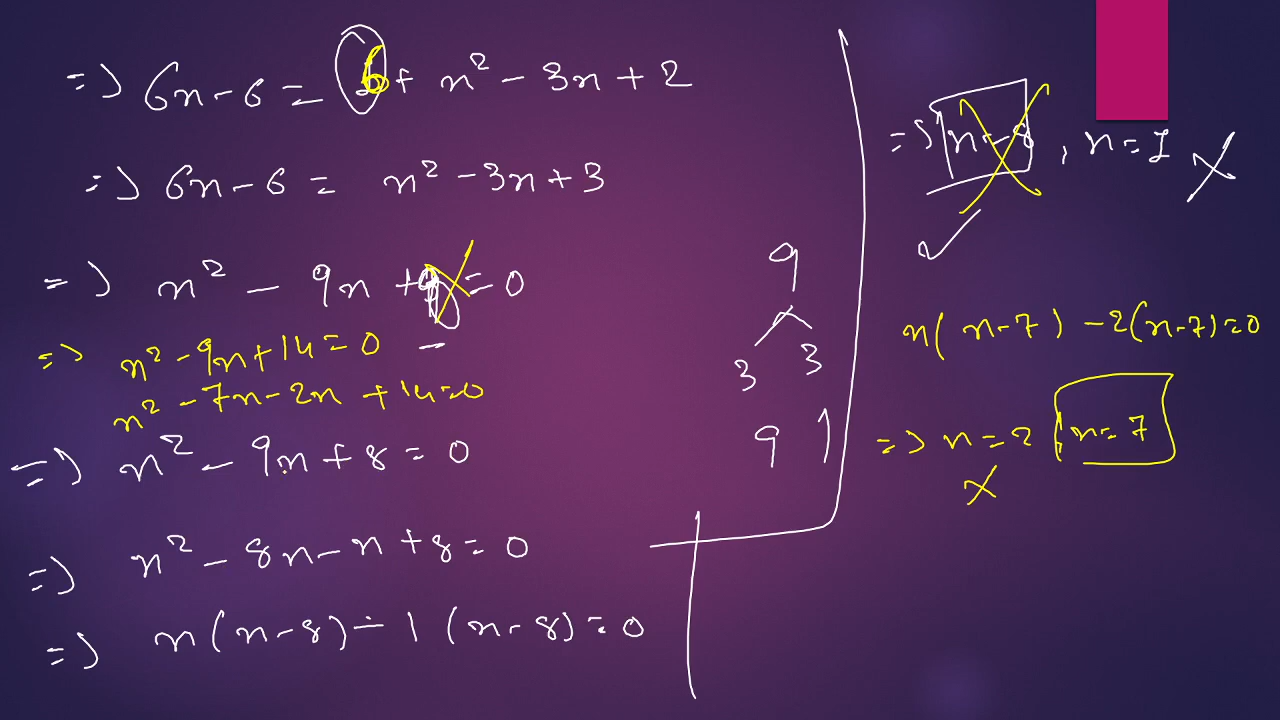 => 6n - 6 = 6 + n² - 3n + 2
=> 6n - 6 = n² - 3n + 3
=> n² - 9n + 9 = 0
=> n² - 9n + 14 = 0
n² - 7n - 2n + 14 = 0
=> n² - 9n + 8 = 0
=> n² - 8n - n + 8 = 0
=> n(n - 8) - 1(n - 8) = 0
9
3 3
9 1
=> n = 8, n = 1 ×
n(n - 7) - 2(n - 7) = 0
=> n = 2, n = 7
×